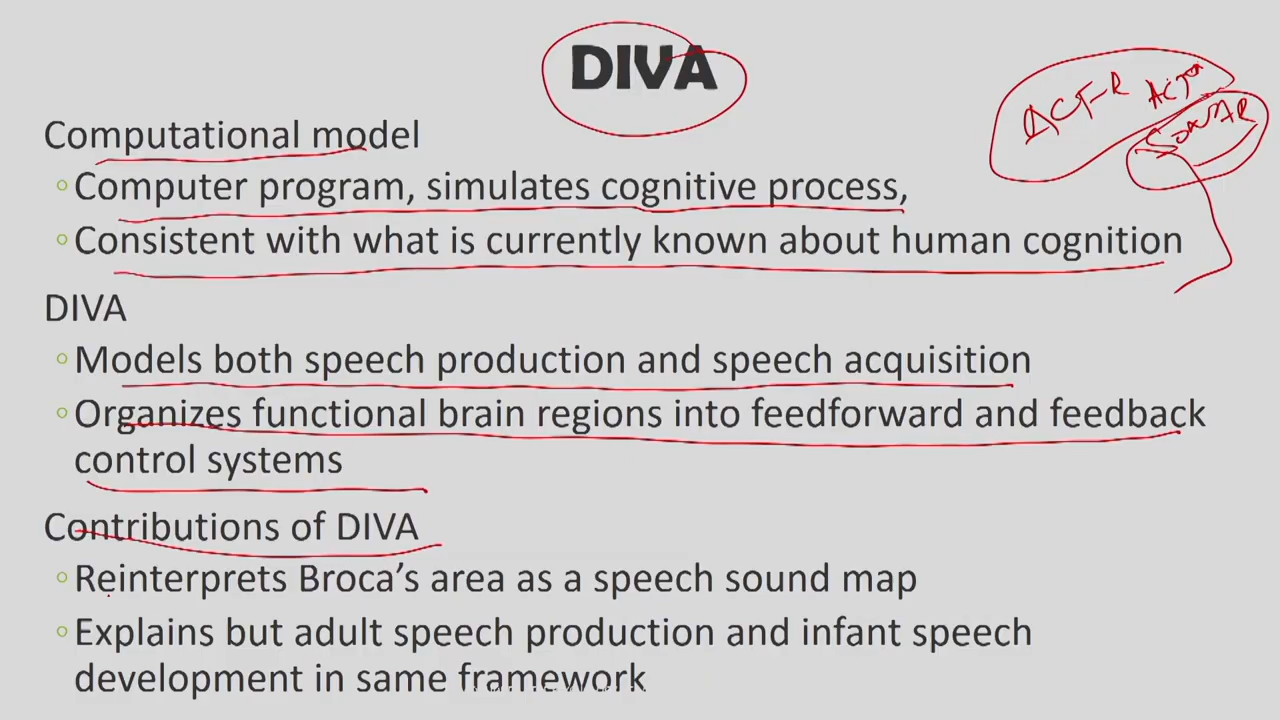 DIVA
ACT-R
Computational model
◦Computer program, simulates cognitive process,
◦Consistent with what is currently known about human cognition
DIVA
◦Models both speech production and speech acquisition
◦Organizes functional brain regions into feedforward and feedback
control systems
Contributions of DIVA
◦Reinterprets Broca’s area as a speech sound map
◦Explains but adult speech production and infant speech
development in same framework